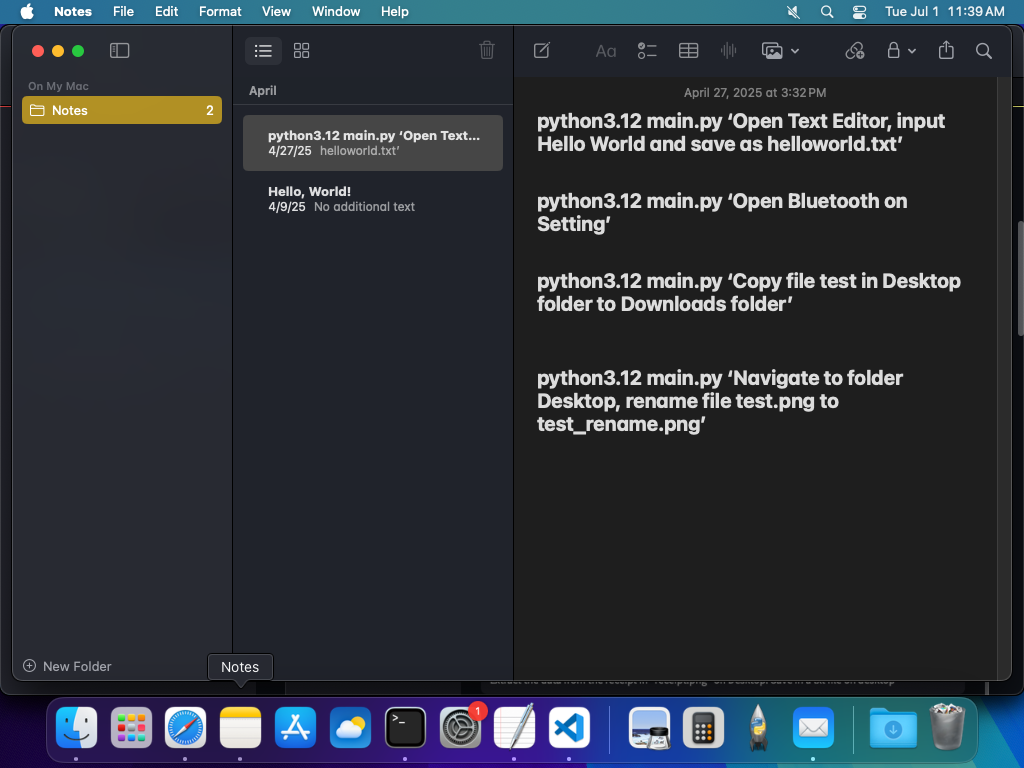 Notes File Edit Format View Window Help Tue Jul 1 11:39 AM
On My Mac
Notes 2
New Folder
April
python3.12 main.py ‘Open Text...
4/27/25 helloworld.txt’
Hello, World!
4/9/25 No additional text
Aa
April 27, 2025 at 3:32 PM
python3.12 main.py ‘Open Text Editor, input
Hello World and save as helloworld.txt’
python3.12 main.py ‘Open Bluetooth on
Setting’
python3.12 main.py ‘Copy file test in Desktop
folder to Downloads folder’
python3.12 main.py ‘Navigate to folder
Desktop, rename file test.png to
test_rename.png’
Notes
1